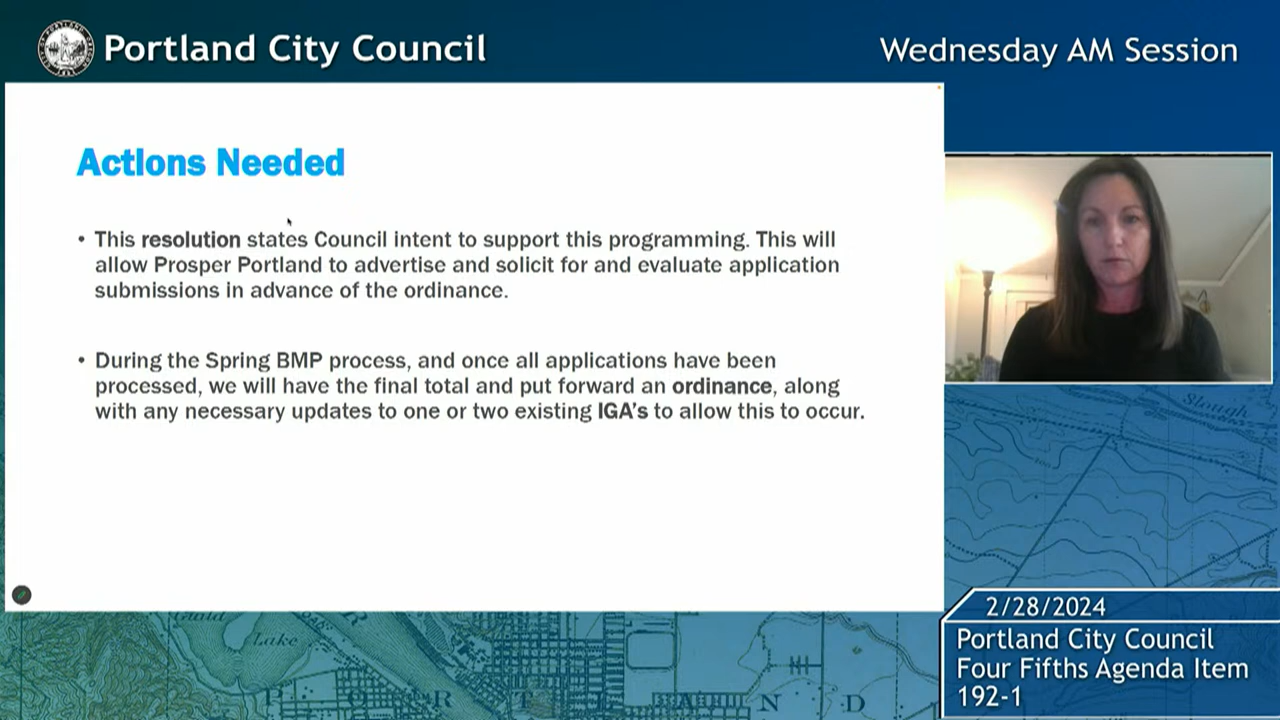 Portland City Council
Wednesday AM Session
Actions Needed
• This resolution states Council intent to support this programming. This will
allow Prosper Portland to advertise and solicit for and evaluate application
submissions in advance of the ordinance.
• During the Spring BMP process, and once all applications have been
processed, we will have the final total and put forward an ordinance, along
with any necessary updates to one or two existing IGA's to allow this to occur.
Slough
Guild
Lake
P O R T L A N D
2/28/2024
Portland City Council
Four Fifths Agenda Item
192-1